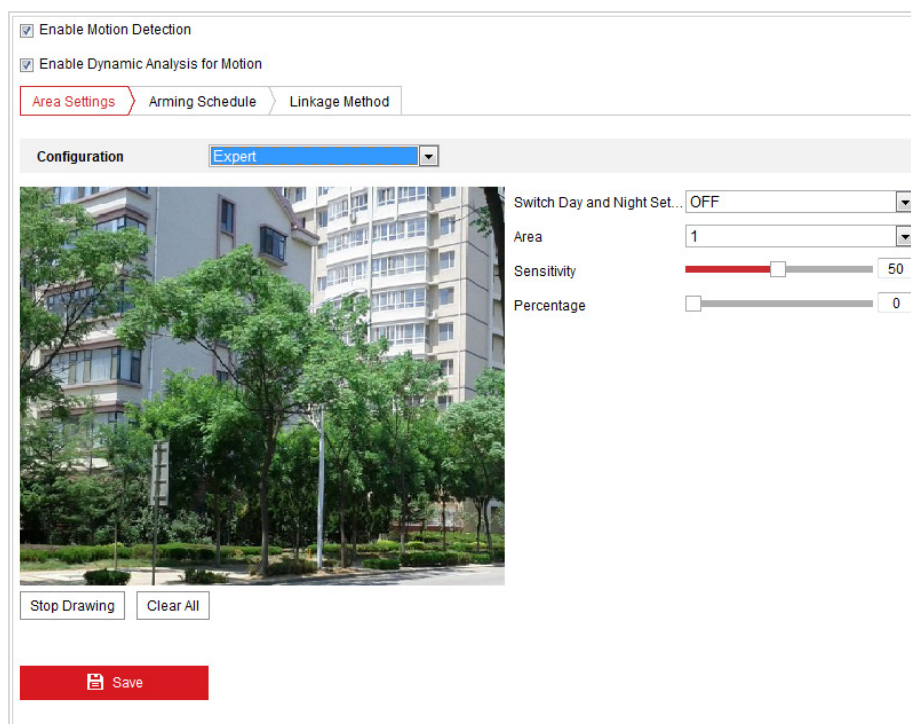 Enable Motion Detection
Enable Dynamic Analysis for Motion
Area Settings Arming Schedule Linkage Method
Configuration Expert
Switch Day and Night Set... OFF
Area 1
Sensitivity 50
Percentage 0
Stop Drawing Clear All
Save